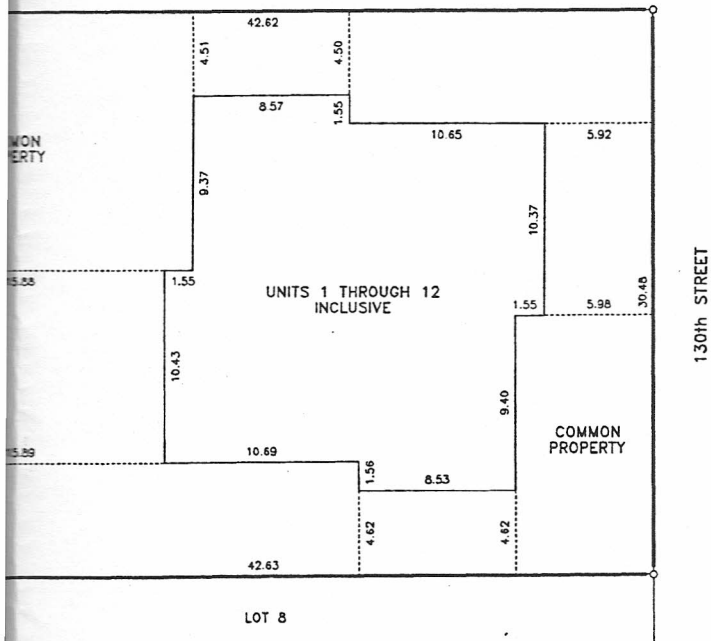 42.62
4.51
4.50
8.57
1.55
10.65
5.92
MON
PERTY
9.37
10.37
15.88
1.55
UNITS 1 THROUGH 12
INCLUSIVE
1.55
5.98
30.48
130th STREET
10.43
9.40
COMMON
PROPERTY
15.89
10.69
1.56
8.53
4.62
4.62
42.63
LOT 8